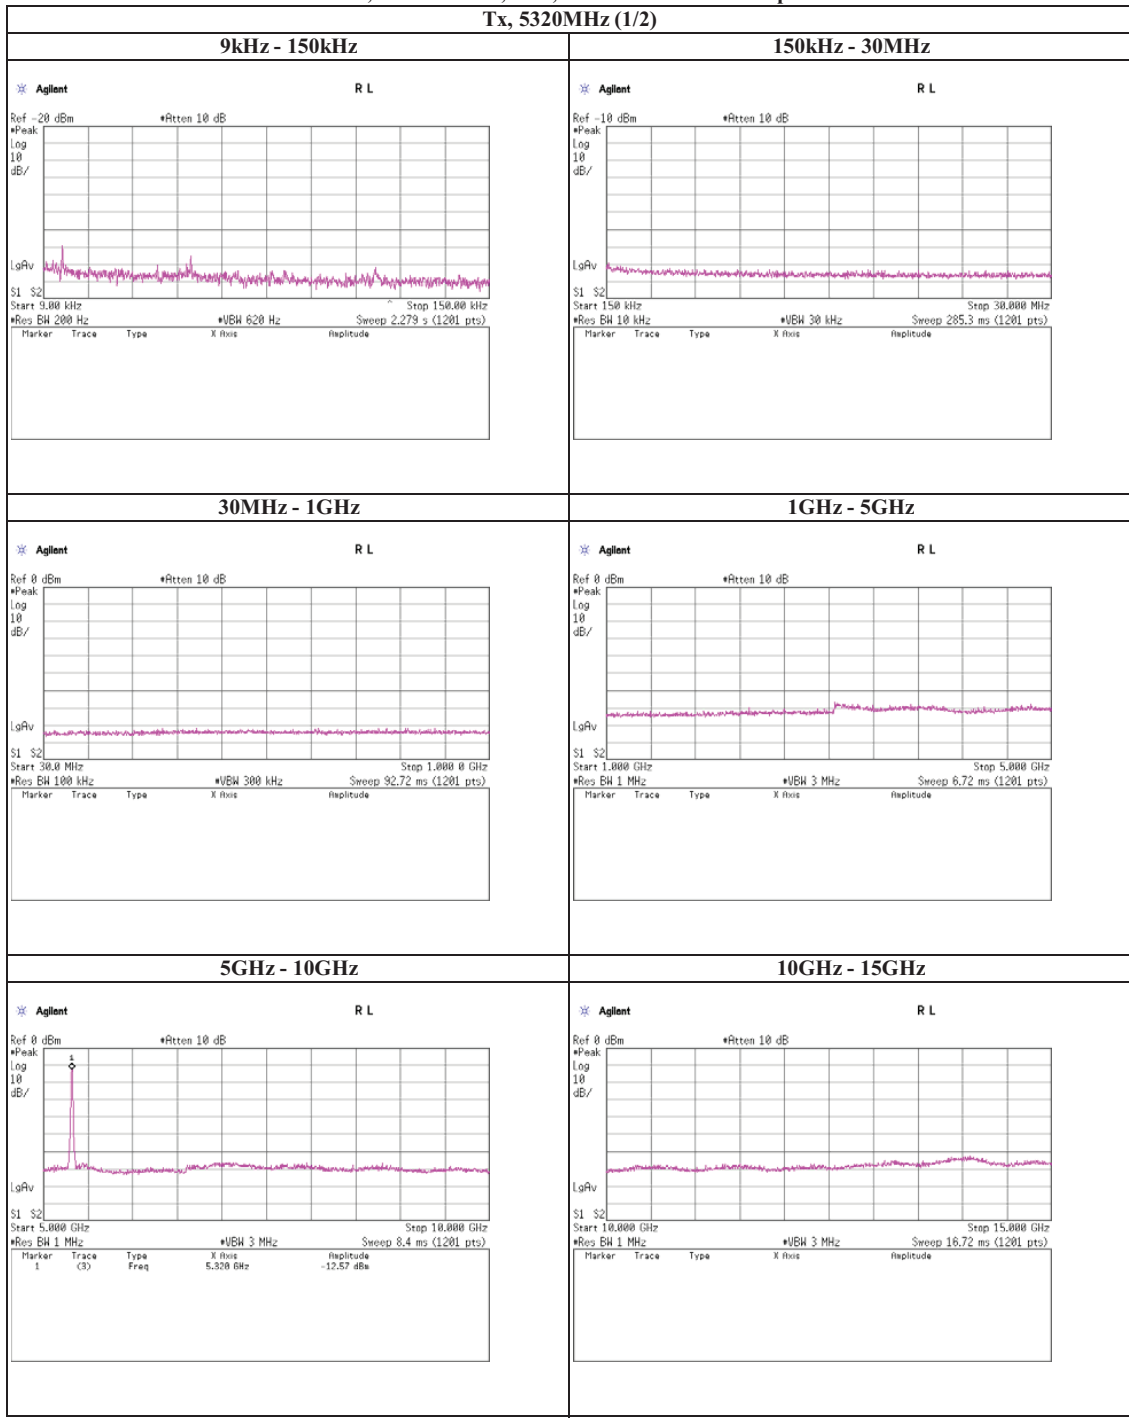 Tx, 5320MHz (1/2)
9kHz - 150kHz
150kHz - 30MHz
Agilent R L
Ref -20 dBm #Atten 10 dB
#Peak
Log
10
dB/
LgAv
S1 S2
Start 9.00 kHz ^ Stop 150.00 kHz
#Res BW 200 Hz #VBW 620 Hz Sweep 2.279 s (1201 pts)
Marker Trace Type X Axis Amplitude
Agilent R L
Ref -10 dBm #Atten 10 dB
#Peak
Log
10
dB/
LgAv
S1 S2
Start 150 kHz Stop 30.000 MHz
#Res BW 10 kHz #VBW 30 kHz Sweep 285.3 ms (1201 pts)
Marker Trace Type X Axis Amplitude
30MHz - 1GHz
1GHz - 5GHz
Agilent R L
Ref 0 dBm #Atten 10 dB
#Peak
Log
10
dB/
LgAv
S1 S2
Start 30.0 MHz Stop 1.000 0 GHz
#Res BW 100 kHz #VBW 300 kHz Sweep 92.72 ms (1201 pts)
Marker Trace Type X Axis Amplitude
Agilent R L
Ref 0 dBm #Atten 10 dB
#Peak
Log
10
dB/
LgAv
S1 S2
Start 1.000 GHz Stop 5.000 GHz
#Res BW 1 MHz #VBW 3 MHz Sweep 6.72 ms (1201 pts)
Marker Trace Type X Axis Amplitude
5GHz - 10GHz
10GHz - 15GHz
Agilent R L
Ref 0 dBm #Atten 10 dB
#Peak
1
Log
10
dB/
LgAv
S1 S2
Start 5.000 GHz Stop 10.000 GHz
#Res BW 1 MHz #VBW 3 MHz Sweep 8.4 ms (1201 pts)
Marker Trace Type X Axis Amplitude
1 (3) Freq 5.320 GHz -12.57 dBm
Agilent R L
Ref 0 dBm #Atten 10 dB
#Peak
Log
10
dB/
LgAv
S1 S2
Start 10.000 GHz Stop 15.000 GHz
#Res BW 1 MHz #VBW 3 MHz Sweep 16.72 ms (1201 pts)
Marker Trace Type X Axis Amplitude